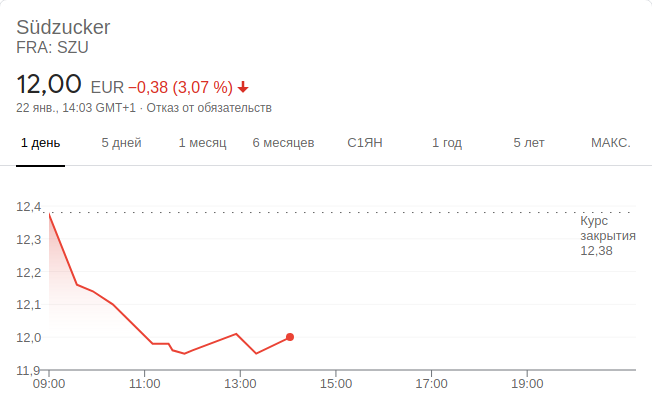 Südzucker
FRA: SZU
12,00 EUR −0,38 (3,07 %)
22 янв., 14:03 GMT+1 · Отказ от обязательств
1 день 5 дней 1 месяц 6 месяцев С1ЯН 1 год 5 лет МАКС.
12,4
Курс
закрытия
12,38
12,3
12,2
12,1
12,0
11,9
09:00 11:00 13:00 15:00 17:00 19:00